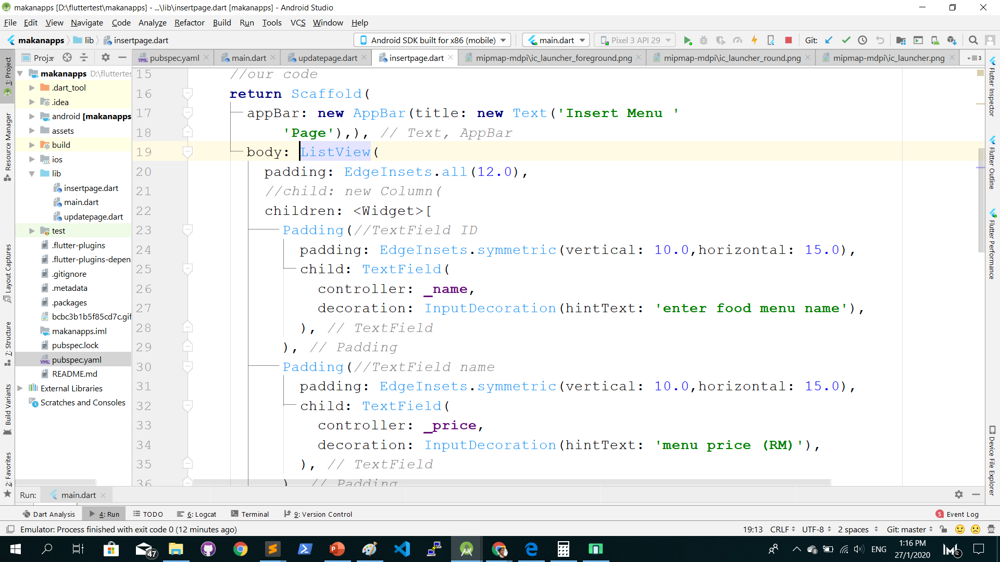 makanapps [D:\fluttertest\makanapps] - ...\lib\insertpage.dart [makanapps] - Android Studio
File Edit View Navigate Code Analyze Refactor Build Run Tools VCS Window Help
makanapps lib insertpage.dart Android SDK built for x86 (mobile) main.dart Pixel 3 API 29 Git:
Proj... pubspec.yaml main.dart updatepage.dart insertpage.dart mipmap-mdpi\ic_launcher_foreground.png mipmap-mdpi\ic_launcher_round.png mipmap-mdpi\ic_launcher.png 3
1: Project
Resource Manager
Layout Captures
7: Structure
Build Variants
2: Favorites
makanapps D:\fluttertes
.dart_tool
.idea
android [makanapps
assets
build
ios
lib
insertpage.dart
main.dart
updatepage.dart
test
.flutter-plugins
.flutter-plugins-depen
.gitignore
.metadata
.packages
bcbc3b1b5f85cd7c.gif
makanapps.iml
pubspec.lock
pubspec.yaml
README.md
External Libraries
Scratches and Consoles
15 //our code
16 return Scaffold(
17 appBar: new AppBar(title: new Text('Insert Menu '
18 'Page'),), // Text, AppBar
19 body: ListView(
20 padding: EdgeInsets.all(12.0),
21 //child: new Column(
22 children: <Widget>[
23 Padding(//TextField ID
24 padding: EdgeInsets.symmetric(vertical: 10.0,horizontal: 15.0),
25 child: TextField(
26 controller: _name,
27 decoration: InputDecoration(hintText: 'enter food menu name'),
28 ), // TextField
29 ), // Padding
30 Padding(//TextField name
31 padding: EdgeInsets.symmetric(vertical: 10.0,horizontal: 15.0),
32 child: TextField(
33 controller: _price,
34 decoration: InputDecoration(hintText: 'menu price (RM)'),
35 ), // TextField
36 ) // Padding
Flutter Inspector
Flutter Outline
Flutter Performance
Device File Explorer
Run: main.dart
Dart Analysis 4: Run TODO 6: Logcat Terminal 9: Version Control 5 Event Log
Emulator: Process finished with exit code 0 (12 minutes ago) 19:13 CRLF UTF-8 2 spaces Git: master
47 ENG 1:16 PM
27/1/2020 2